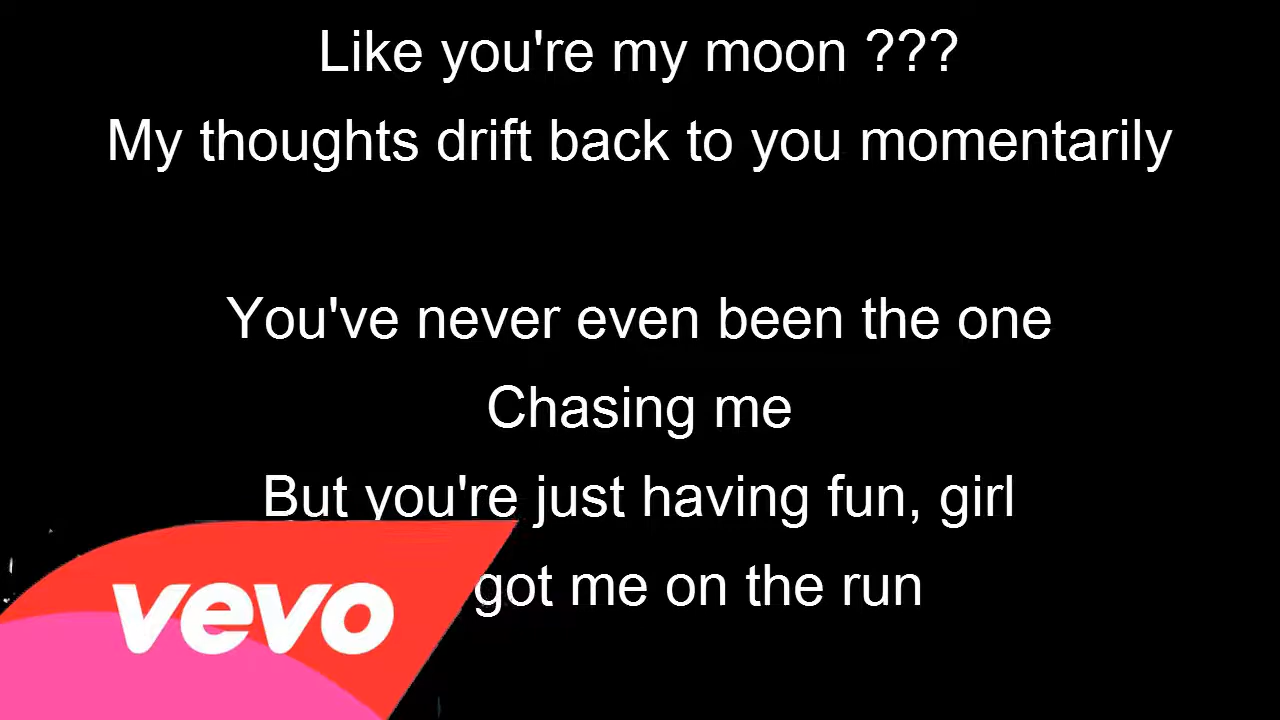 Like you're my moon ???
My thoughts drift back to you momentarily
You've never even been the one
Chasing me
But you're just having fun, girl
got me on the run
vevo